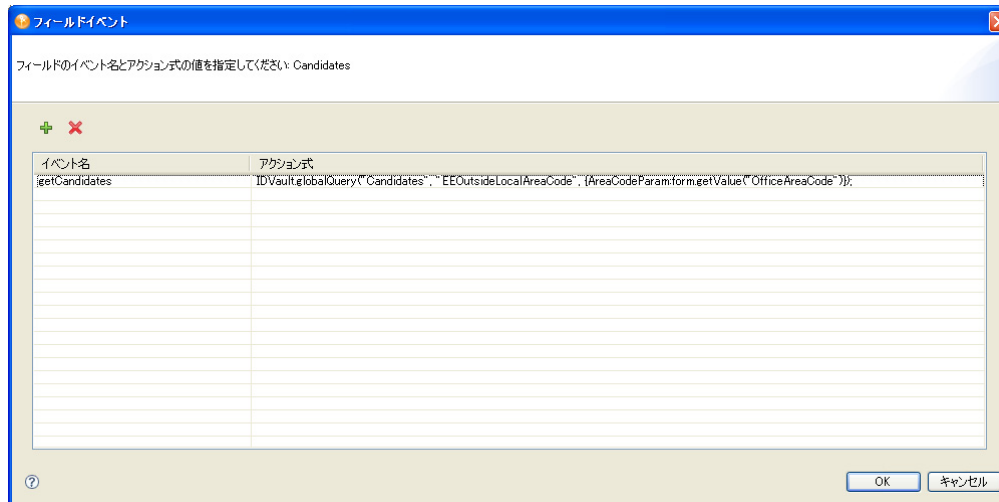 フィールドイベント
フィールドのイベント名とアクション式の値を指定してください: Candidates
イベント名 アクション式
getCandidates IDVault.globalQuery("Candidates", "EEOutsideLocalAreaCode", {AreaCodeParam:form.getValue("OfficeAreaCode")});
OK キャンセル